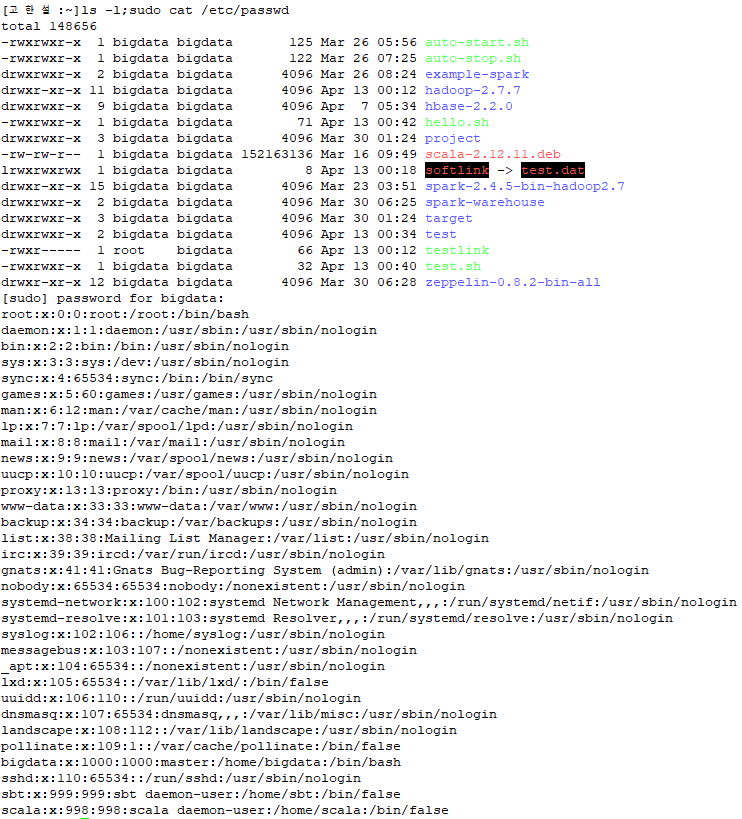 [고 한 설 :~]ls -l;sudo cat /etc/passwd
total 148656
-rwxrwxr-x  1 bigdata bigdata       125 Mar 26 05:56 auto-start.sh
-rwxrwxr-x  1 bigdata bigdata       122 Mar 26 07:25 auto-stop.sh
drwxrwxr-x  2 bigdata bigdata      4096 Mar 26 08:24 example-spark
drwxr-xr-x 11 bigdata bigdata      4096 Apr 13 00:12 hadoop-2.7.7
drwxrwxr-x  9 bigdata bigdata      4096 Apr  7 05:34 hbase-2.2.0
-rwxrwxr-x  1 bigdata bigdata        71 Apr 13 00:42 hello.sh
drwxrwxr-x  3 bigdata bigdata      4096 Mar 30 01:24 project
-rw-rw-r--  1 bigdata bigdata 152163136 Mar 16 09:49 scala-2.12.11.deb
lrwxrwxrwx  1 bigdata bigdata         8 Apr 13 00:18 softlink -> test.dat
drwxr-xr-x 15 bigdata bigdata      4096 Mar 23 03:51 spark-2.4.5-bin-hadoop2.7
drwxrwxr-x  2 bigdata bigdata      4096 Mar 30 06:25 spark-warehouse
drwxrwxr-x  3 bigdata bigdata      4096 Mar 30 01:24 target
drwxrwxr-x  2 bigdata bigdata      4096 Apr 13 00:34 test
-rwxr-----  1 root    bigdata        66 Apr 13 00:12 testlink
-rwxrwxr-x  1 bigdata bigdata        32 Apr 13 00:40 test.sh
drwxr-xr-x 12 bigdata bigdata      4096 Mar 30 06:28 zeppelin-0.8.2-bin-all
[sudo] password for bigdata:
root:x:0:0:root:/root:/bin/bash
daemon:x:1:1:daemon:/usr/sbin:/usr/sbin/nologin
bin:x:2:2:bin:/bin:/usr/sbin/nologin
sys:x:3:3:sys:/dev:/usr/sbin/nologin
sync:x:4:65534:sync:/bin:/bin/sync
games:x:5:60:games:/usr/games:/usr/sbin/nologin
man:x:6:12:man:/var/cache/man:/usr/sbin/nologin
lp:x:7:7:lp:/var/spool/lpd:/usr/sbin/nologin
mail:x:8:8:mail:/var/mail:/usr/sbin/nologin
news:x:9:9:news:/var/spool/news:/usr/sbin/nologin
uucp:x:10:10:uucp:/var/spool/uucp:/usr/sbin/nologin
proxy:x:13:13:proxy:/bin:/usr/sbin/nologin
www-data:x:33:33:www-data:/var/www:/usr/sbin/nologin
backup:x:34:34:backup:/var/backups:/usr/sbin/nologin
list:x:38:38:Mailing List Manager:/var/list:/usr/sbin/nologin
irc:x:39:39:ircd:/var/run/ircd:/usr/sbin/nologin
gnats:x:41:41:Gnats Bug-Reporting System (admin):/var/lib/gnats:/usr/sbin/nologin
nobody:x:65534:65534:nobody:/nonexistent:/usr/sbin/nologin
systemd-network:x:100:102:systemd Network Management,,,:/run/systemd/netif:/usr/sbin/nologin
systemd-resolve:x:101:103:systemd Resolver,,,:/run/systemd/resolve:/usr/sbin/nologin
syslog:x:102:106::/home/syslog:/usr/sbin/nologin
messagebus:x:103:107::/nonexistent:/usr/sbin/nologin
_apt:x:104:65534::/nonexistent:/usr/sbin/nologin
lxd:x:105:65534::/var/lib/lxd/:/bin/false
uuidd:x:106:110::/run/uuidd:/usr/sbin/nologin
dnsmasq:x:107:65534:dnsmasq,,,:/var/lib/misc:/usr/sbin/nologin
landscape:x:108:112::/var/lib/landscape:/usr/sbin/nologin
pollinate:x:109:1::/var/cache/pollinate:/bin/false
bigdata:x:1000:1000:master:/home/bigdata:/bin/bash
sshd:x:110:65534::/run/sshd:/usr/sbin/nologin
sbt:x:999:999:sbt daemon-user:/home/sbt:/bin/false
scala:x:998:998:scala daemon-user:/home/scala:/bin/false